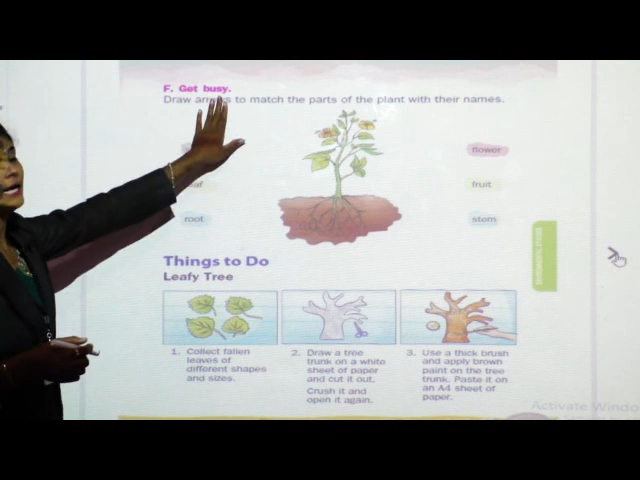 F. Get busy.
Draw to match the parts of the plant with their names.
flower
fruit
root
stem
Things to Do
Leafy Tree
1. Collect fallen
leaves of
different shapes
and sizes.
2. Draw a tree
trunk on a white
sheet of paper
and cut it out.
Crush it and
open it again.
3. Use a thick brush
and apply brown
paint on the tree
trunk. Paste it on
an A4 sheet of
paper.
Activate